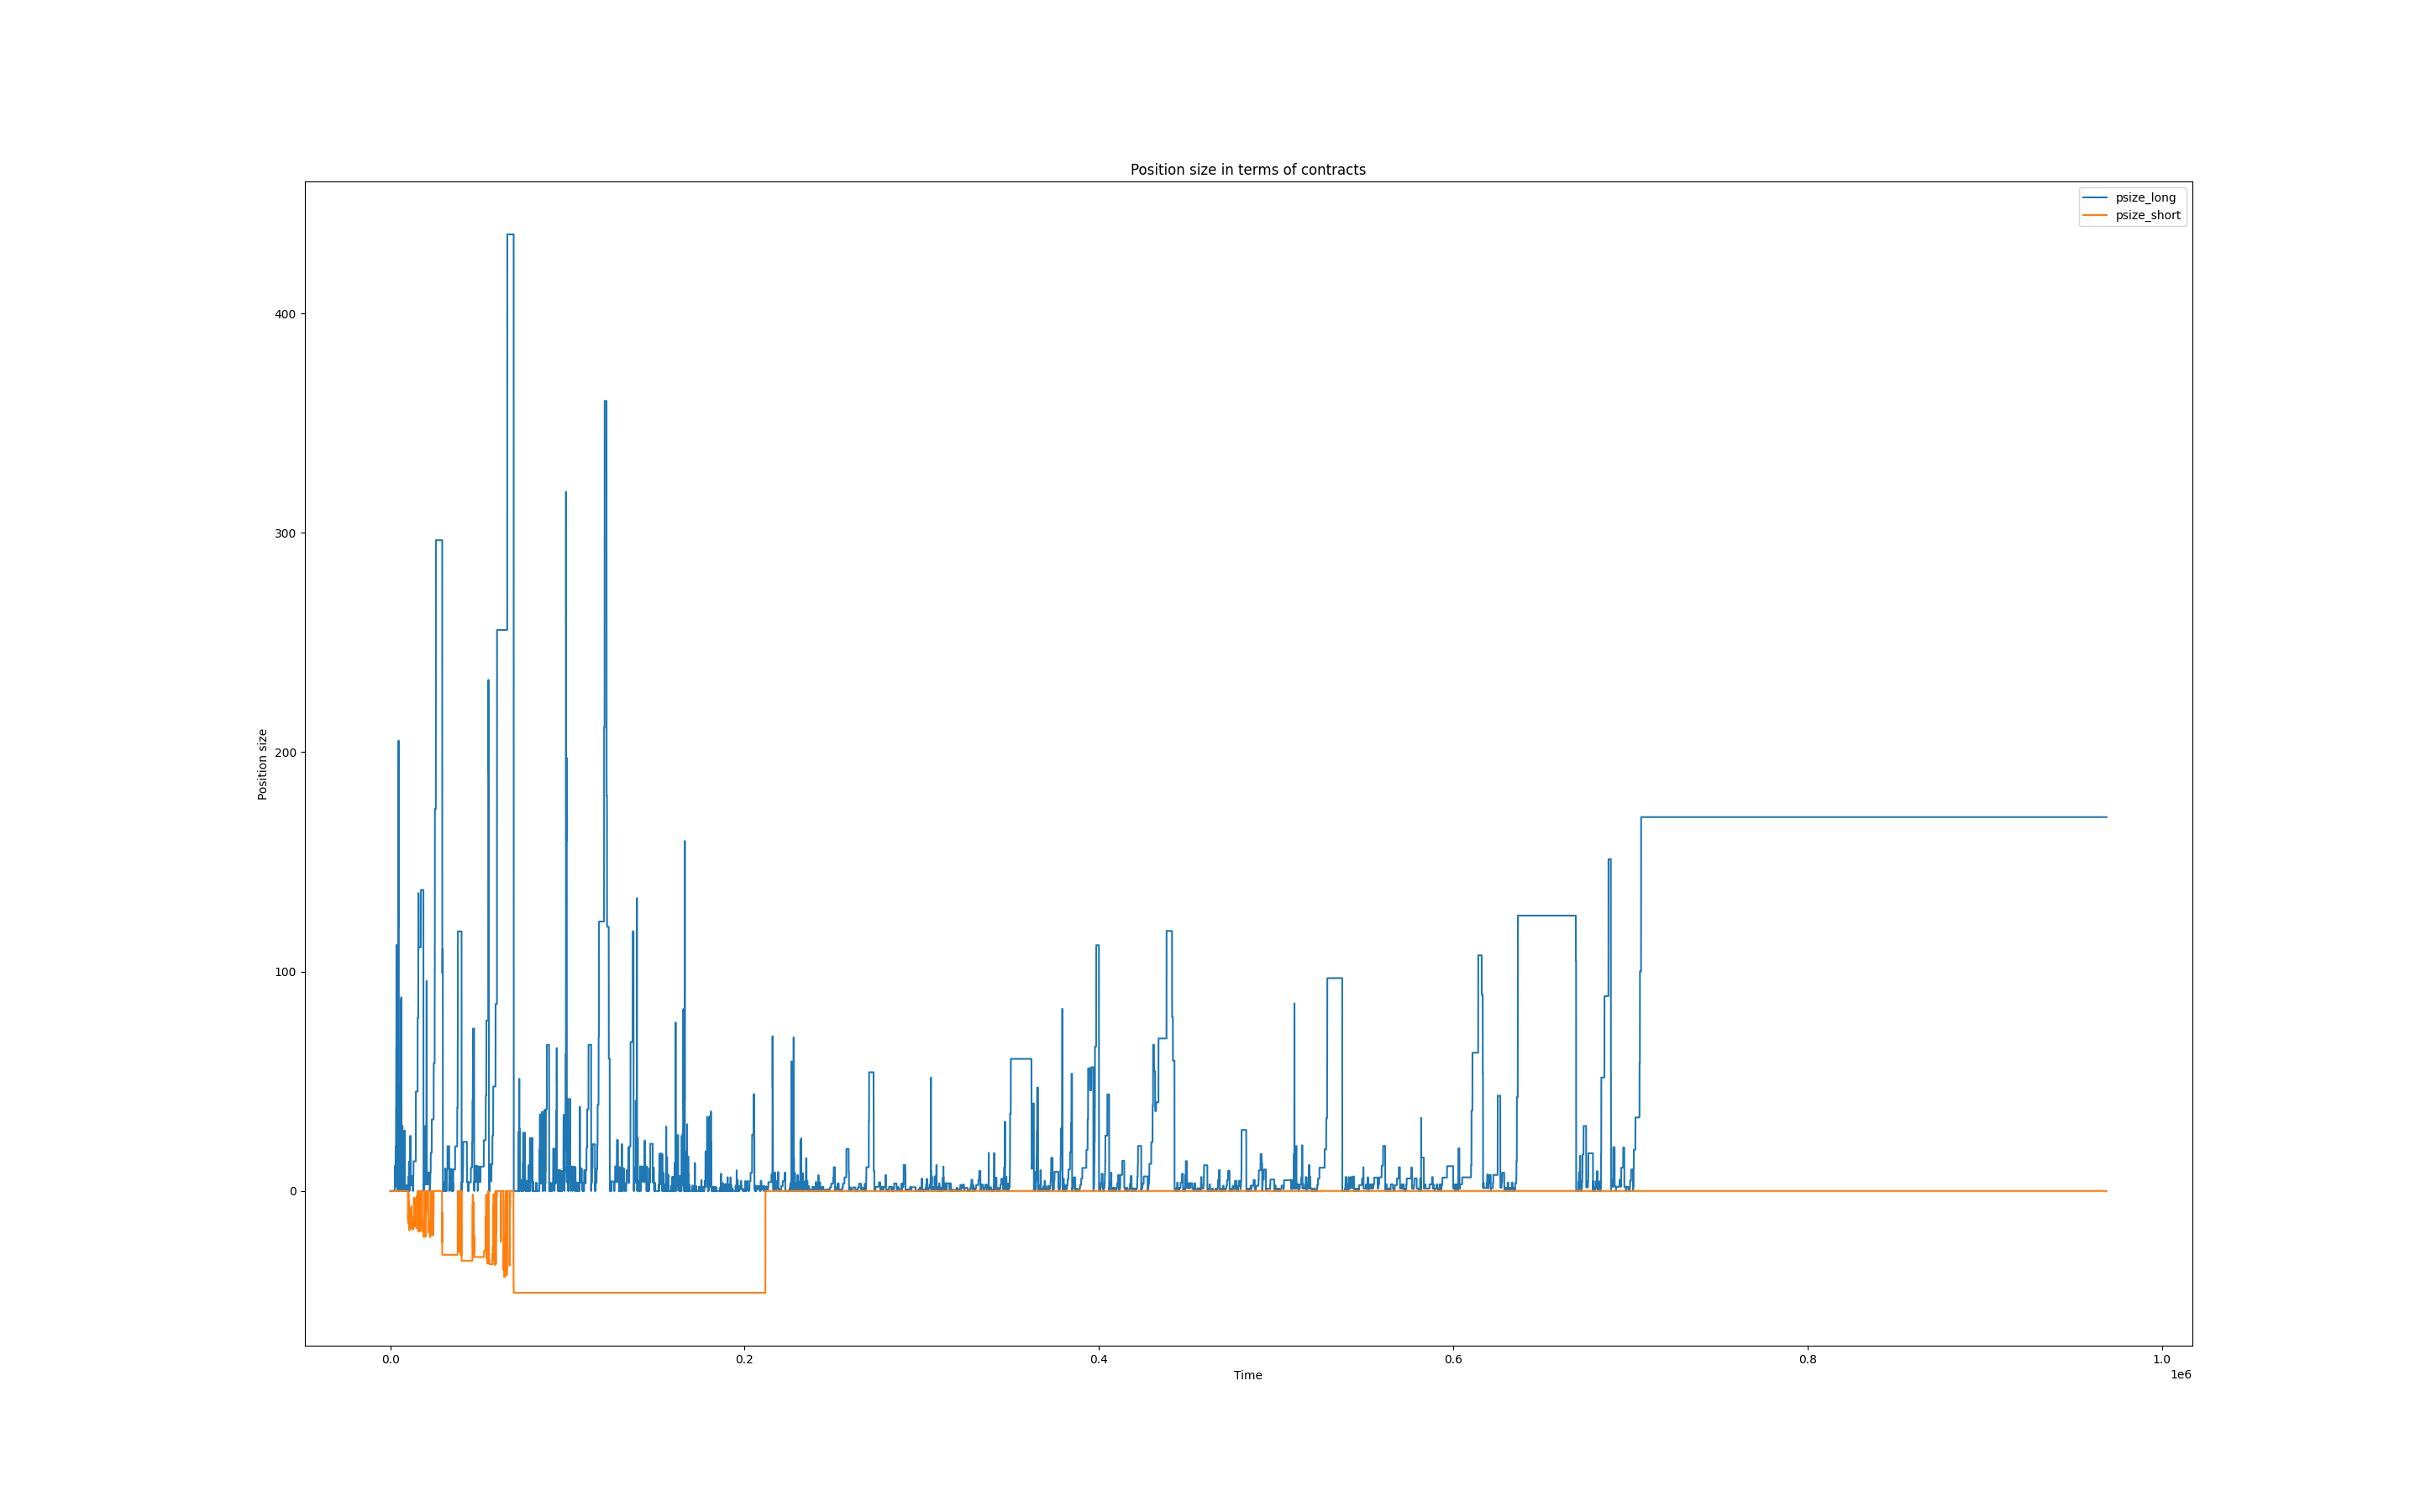 Position size in terms of contracts
psize_long
psize_short
Position size
400
300
200
100
0
0.0
0.2
0.4
0.6
0.8
1.0
1e6
Time